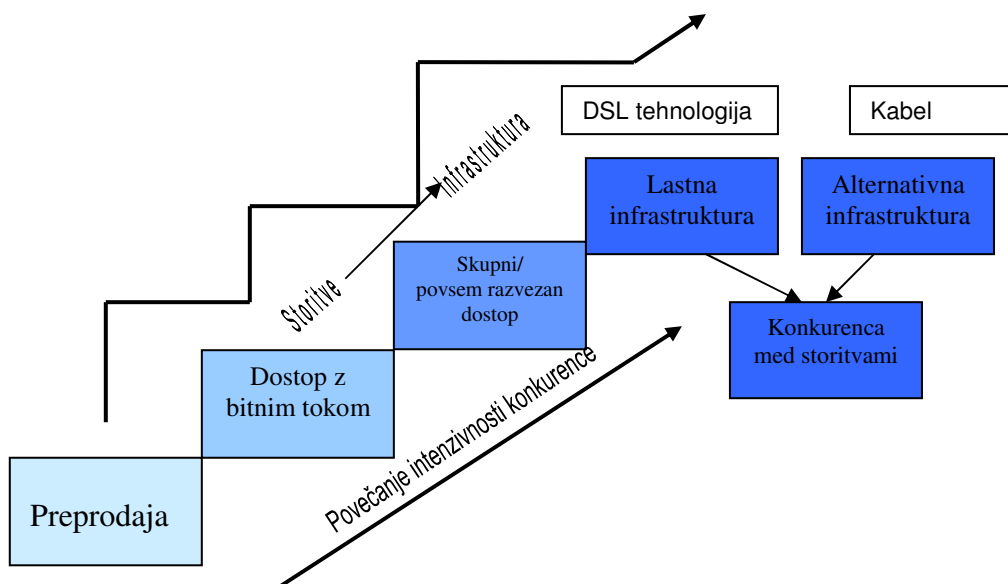 DSL tehnologija
Kabel
Lastna
infrastruktura
Alternativna
infrastruktura
Infrastruktura
Storitve
Skupni/
povsem razvezan
dostop
Konkurenca
med storitvami
Dostop z
bitnim tokom
Povečanje intenzivnosti konkurence
Preprodaja